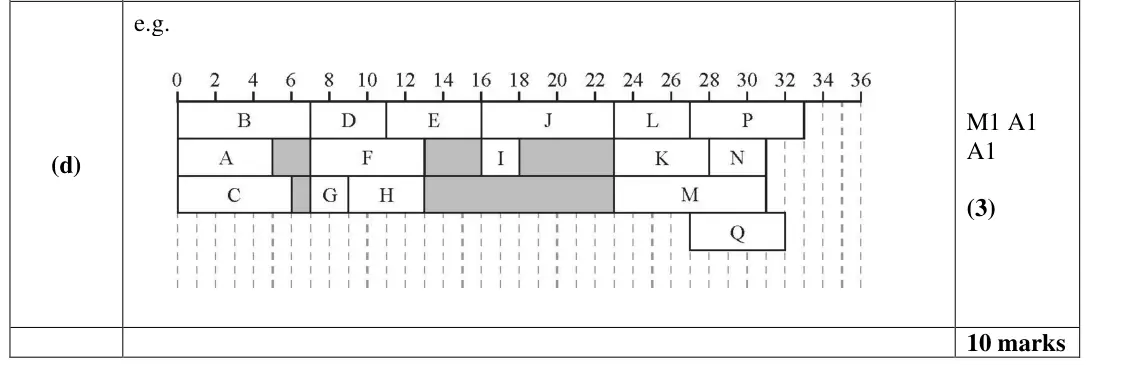 e.g.
0 2 4 6 8 10 12 14 16 18 20 22 24 26 28 30 32 34 36
B D E J L P
M1 A1
(d)
A F I K N
A1
C G H M
(3)
Q
10 marks